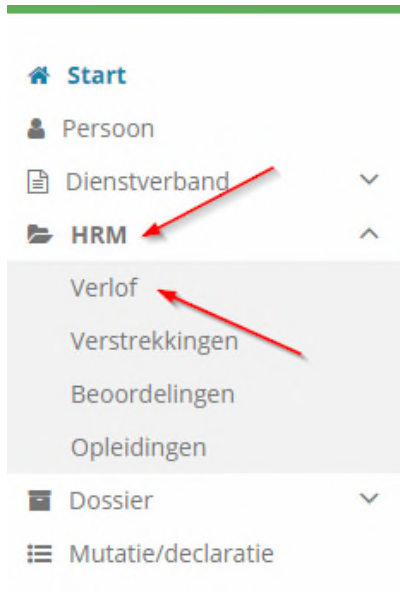 Start
Persoon
Dienstverband
HRM
Verlof
Verstrekkingen
Beoordelingen
Opleidingen
Dossier
Mutatie/declaratie